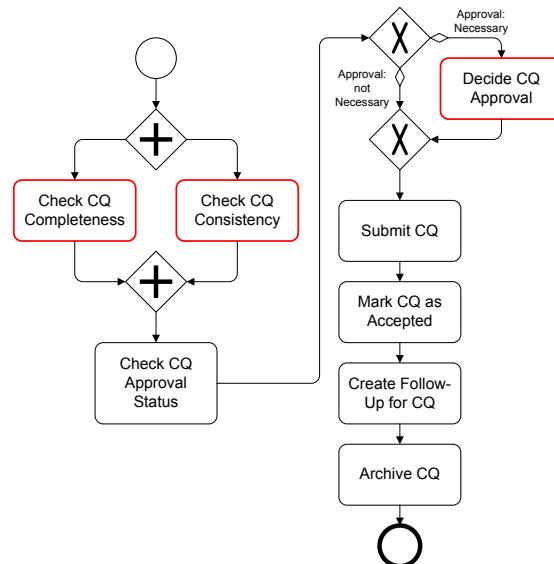 Check CQ
Completeness
Check CQ
Consistency
Check CQ
Approval
Status
Approval:
Necessary
Approval:
not
Necessary
Decide CQ
Approval
Submit CQ
Mark CQ as
Accepted
Create Follow-
Up for CQ
Archive CQ